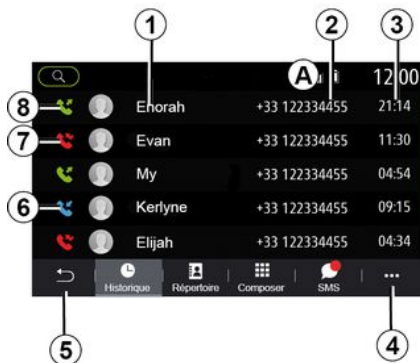 1 2 3
A 12:00
8 Enorah +33 122334455 21:14
7 Evan +33 122334455 11:30
My +33 122334455 04:54
6 Kerlyne +33 122334455 09:15
Elijah +33 122334455 04:34
Historique Répertoire Composer SMS
5 4